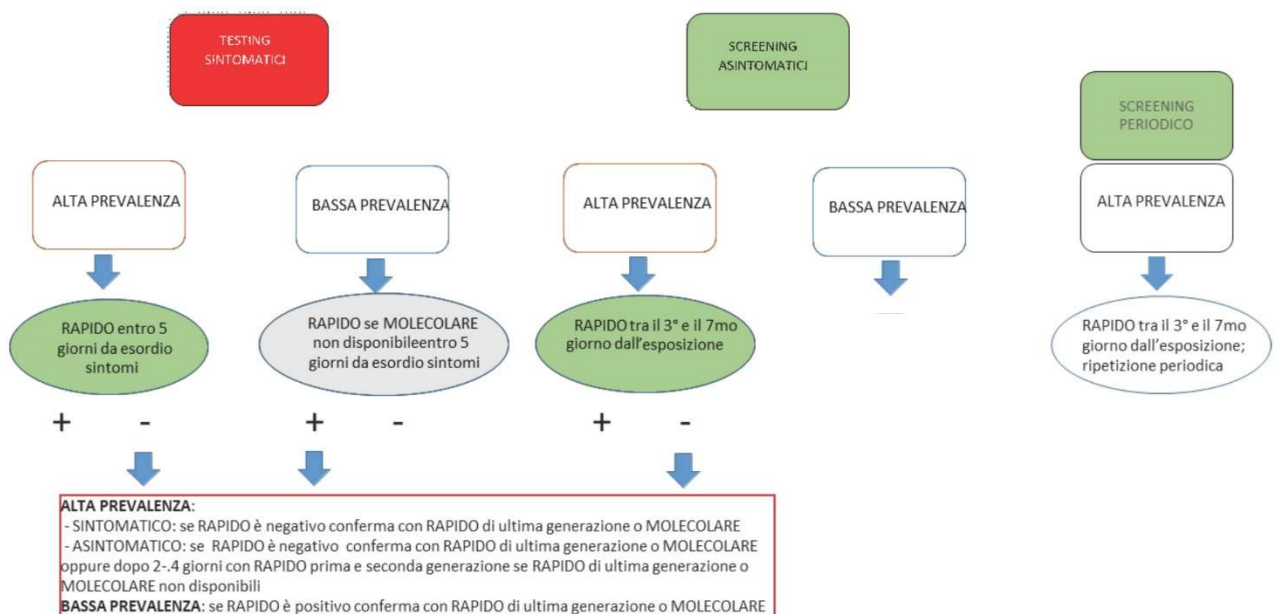 TESTING
SINTOMATICI
SCREENING
ASINTOMATICI
SCREENING
PERIODICO
ALTA PREVALENZA
BASSA PREVALENZA
ALTA PREVALENZA
BASSA PREVALENZA
ALTA PREVALENZA
RAPIDO entro 5
giorni da esordio
sintomi
RAPIDO se MOLECOLARE
non disponibileentro 5
giorni da esordio sintomi
RAPIDO tra il 3° e il 7mo
giorno dall'esposizione
RAPIDO tra il 3° e il 7mo
giorno dall'esposizione;
ripetizione periodica
+ -
+ -
+ -
ALTA PREVALENZA:
- SINTOMATICO: se RAPIDO è negativo conferma con RAPIDO di ultima generazione o MOLECOLARE
- ASINTOMATICO: se RAPIDO è negativo conferma con RAPIDO di ultima generazione o MOLECOLARE
oppure dopo 2-.4 giorni con RAPIDO prima e seconda generazione se RAPIDO di ultima generazione o
MOLECOLARE non disponibili
BASSA PREVALENZA: se RAPIDO è positivo conferma con RAPIDO di ultima generazione o MOLECOLARE